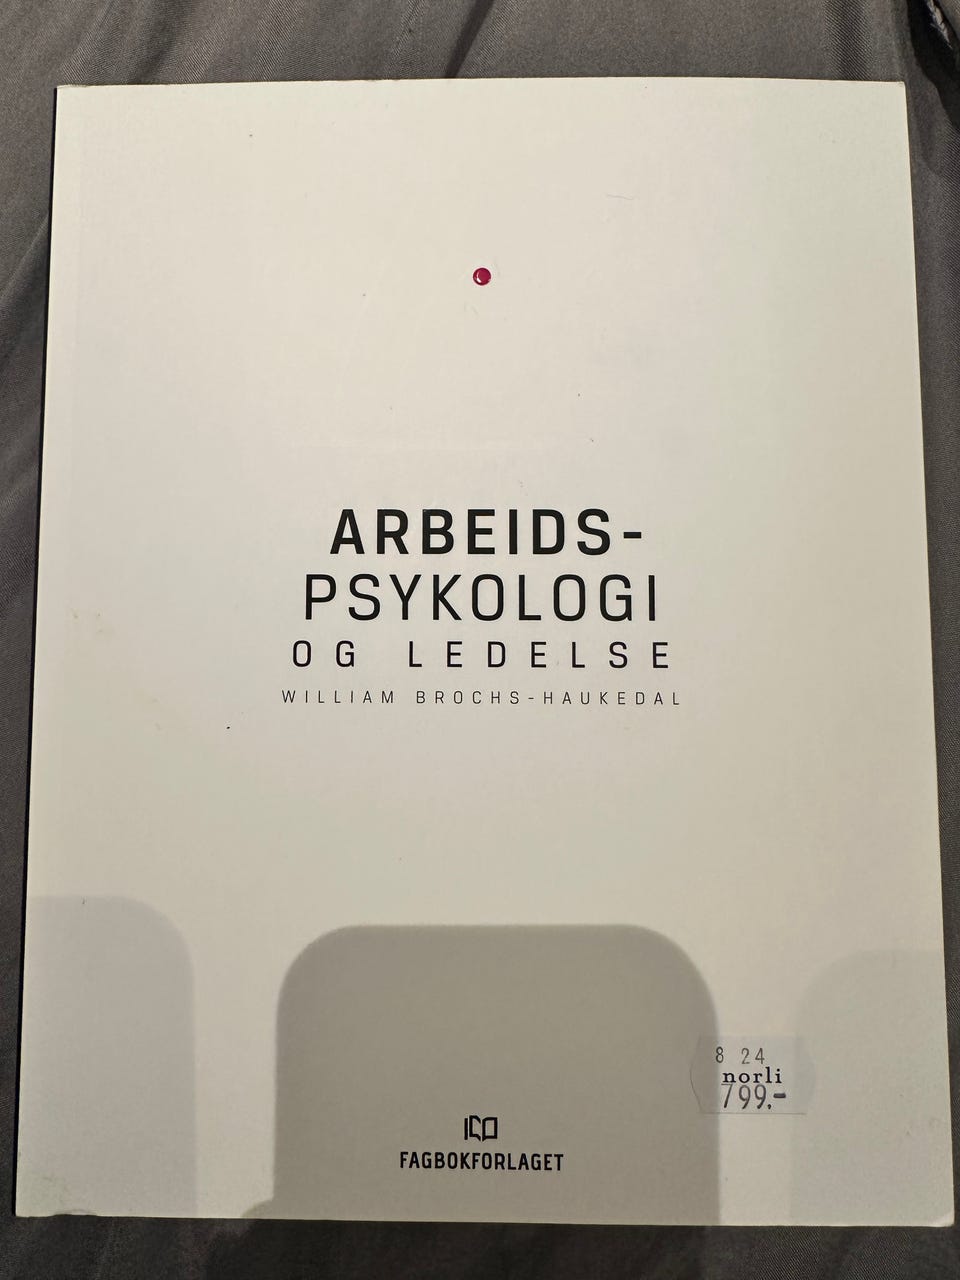 ARBEIDS-
PSYKOLOGI
OG LEDELSE
WILLIAM BROCHS-HAUKEDAL
8 24
norli
799.-
FAGBOKFORLAGET